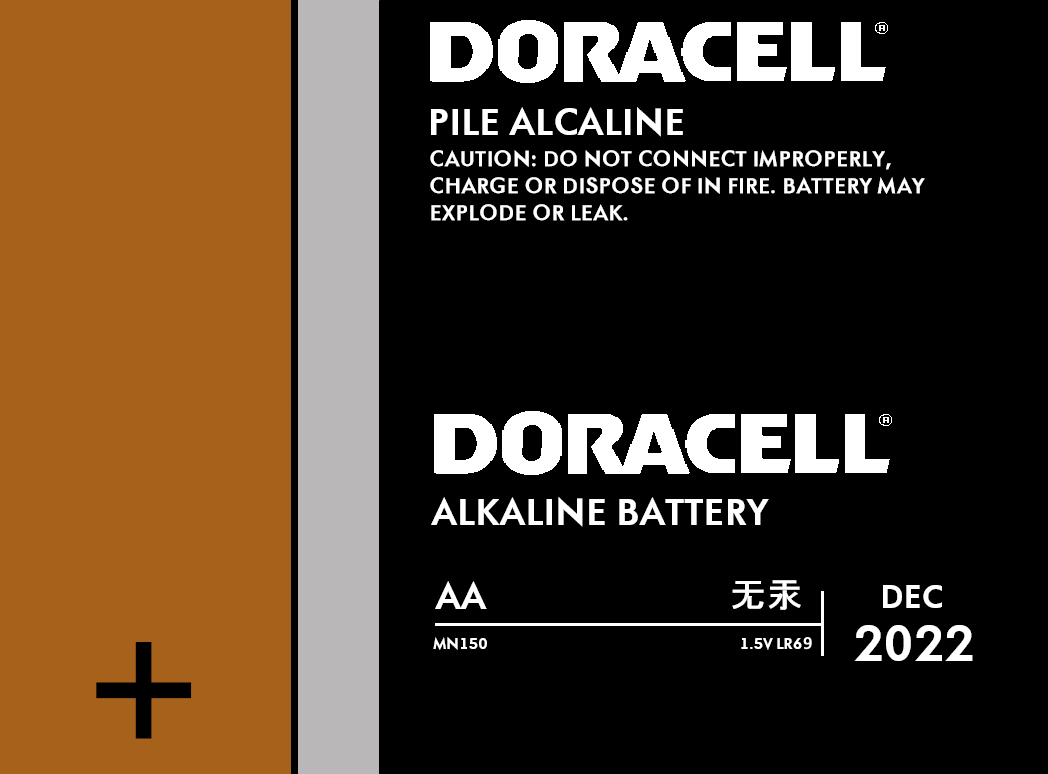 DORACELL®
PILE ALCALINE
CAUTION: DO NOT CONNECT IMPROPERLY,
CHARGE OR DISPOSE OF IN FIRE. BATTERY MAY
EXPLODE OR LEAK.
DORACELL®
ALKALINE BATTERY
AA 无汞 DEC
MN150 1.5V LR69 2022
+